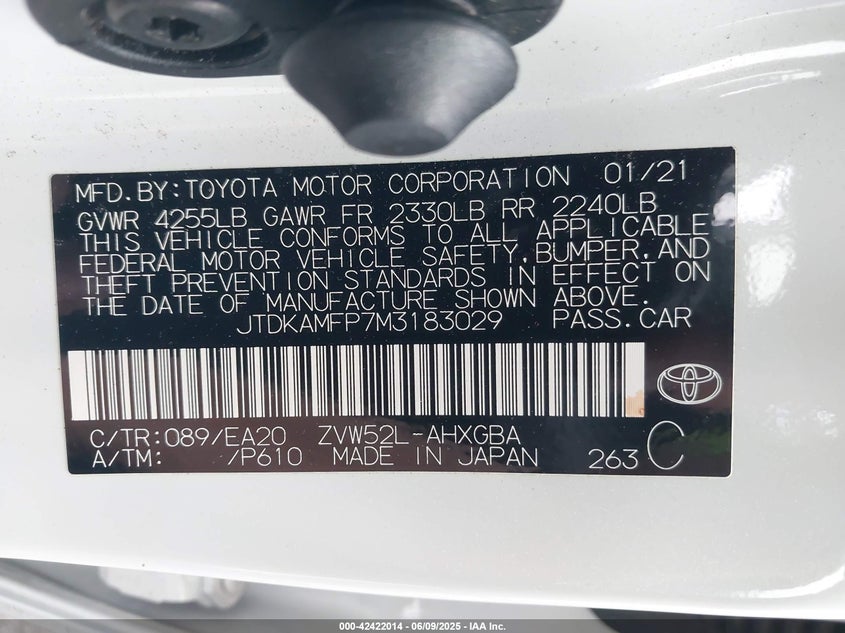 MFD.BY:TOYOTA MOTOR CORPORATION 01/21
GVWR 4255LB GAWR FR 2330LB RR 2240LB
THIS VEHICLE CONFORMS TO ALL APPLICABLE
FEDERAL MOTOR VEHICLE SAFETY,BUMPER,AND
THEFT PREVENTION STANDARDS IN EFFECT ON
THE DATE OF MANUFACTURE SHOWN ABOVE.
JTDKAMFP7M3183029 PASS.CAR
C/TR:089/EA20 ZVW52L-AHXGBA
A/TM: /P610 MADE IN JAPAN 263 C
000-42422014 - 06/09/2025 - IAA Inc.